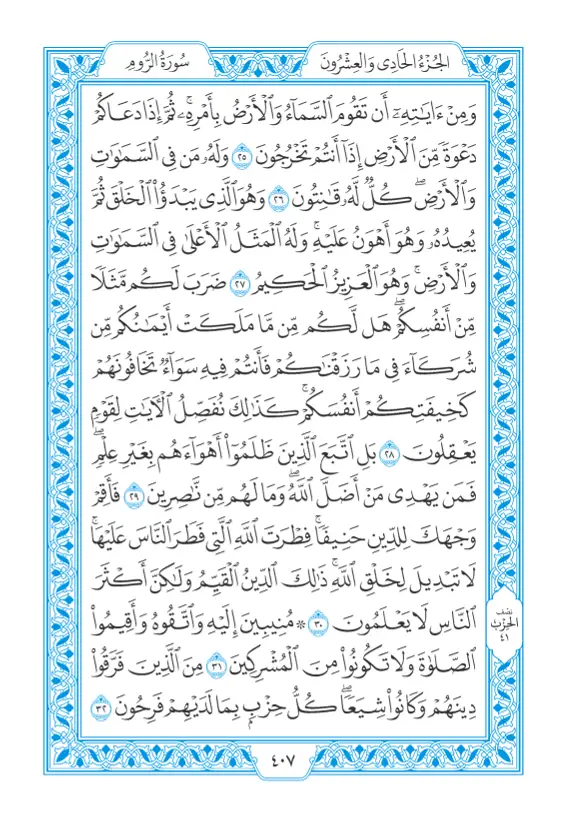 الجُزْءُ الحَادِي وَالعِشْرُونَ
سُورَةُ الرُّومِ
وَمِنْ ءَايَٰتِهِۦٓ أَن تَقُومَ ٱلسَّمَآءُ وَٱلْأَرْضُ بِأَمْرِهِۦۚ ثُمَّ إِذَا دَعَاكُمْ
دَعْوَةً مِّنَ ٱلْأَرْضِ إِذَآ أَنتُمْ تَخْرُجُونَ ٢٥ وَلَهُۥ مَن فِى ٱلسَّمَٰوَٰتِ
وَٱلْأَرْضِۖ كُلٌّ لَّهُۥ قَٰنِتُونَ ٢٦ وَهُوَ ٱلَّذِى يَبْدَؤُا۟ ٱلْخَلْقَ ثُمَّ
يُعِيدُهُۥ وَهُوَ أَهْوَنُ عَلَيْهِۚ وَلَهُ ٱلْمَثَلُ ٱلْأَعْلَىٰ فِى ٱلسَّمَٰوَٰتِ
وَٱلْأَرْضِۚ وَهُوَ ٱلْعَزِيزُ ٱلْحَكِيمُ ٢٧ ضَرَبَ لَكُم مَّثَلًا
مِّنْ أَنفُسِكُمْۖ هَل لَّكُم مِّن مَّا مَلَكَتْ أَيْمَٰنُكُم مِّن
شُرَكَآءَ فِى مَا رَزَقْنَٰكُمْ فَأَنتُمْ فِيهِ سَوَآءٌ تَخَافُونَهُمْ
كَخِيفَتِكُمْ أَنفُسَكُمْۚ كَذَٰلِكَ نُفَصِّلُ ٱلْءَايَٰتِ لِقَوْمٍ
يَعْقِلُونَ ٢٨ بَلِ ٱتَّبَعَ ٱلَّذِينَ ظَلَمُوٓا۟ أَهْوَآءَهُم بِغَيْرِ عِلْمٍۖ
فَمَن يَهْدِى مَنْ أَضَلَّ ٱللَّهُۖ وَمَا لَهُم مِّن نَّٰصِرِينَ ٢٩ فَأَقِمْ
وَجْهَكَ لِلدِّينِ حَنِيفًاۚ فِطْرَتَ ٱللَّهِ ٱلَّتِى فَطَرَ ٱلنَّاسَ عَلَيْهَاۚ
لَا تَبْدِيلَ لِخَلْقِ ٱللَّهِۚ ذَٰلِكَ ٱلدِّينُ ٱلْقَيِّمُ وَلَٰكِنَّ أَكْثَرَ
ٱلنَّاسِ لَا يَعْلَمُونَ ٣٠ ۞ مُنِيبِينَ إِلَيْهِ وَٱتَّقُوهُ وَأَقِيمُوا۟
ٱلصَّلَوٰةَ وَلَا تَكُونُوا۟ مِنَ ٱلْمُشْرِكِينَ ٣١ مِنَ ٱلَّذِينَ فَرَّقُوا۟
دِينَهُمْ وَكَانُوا۟ شِيَعًاۖ كُلُّ حِزْبٍۭ بِمَا لَدَيْهِمْ فَرِحُونَ ٣٢
نصف
الحِزْب
٤١
٤٠٧